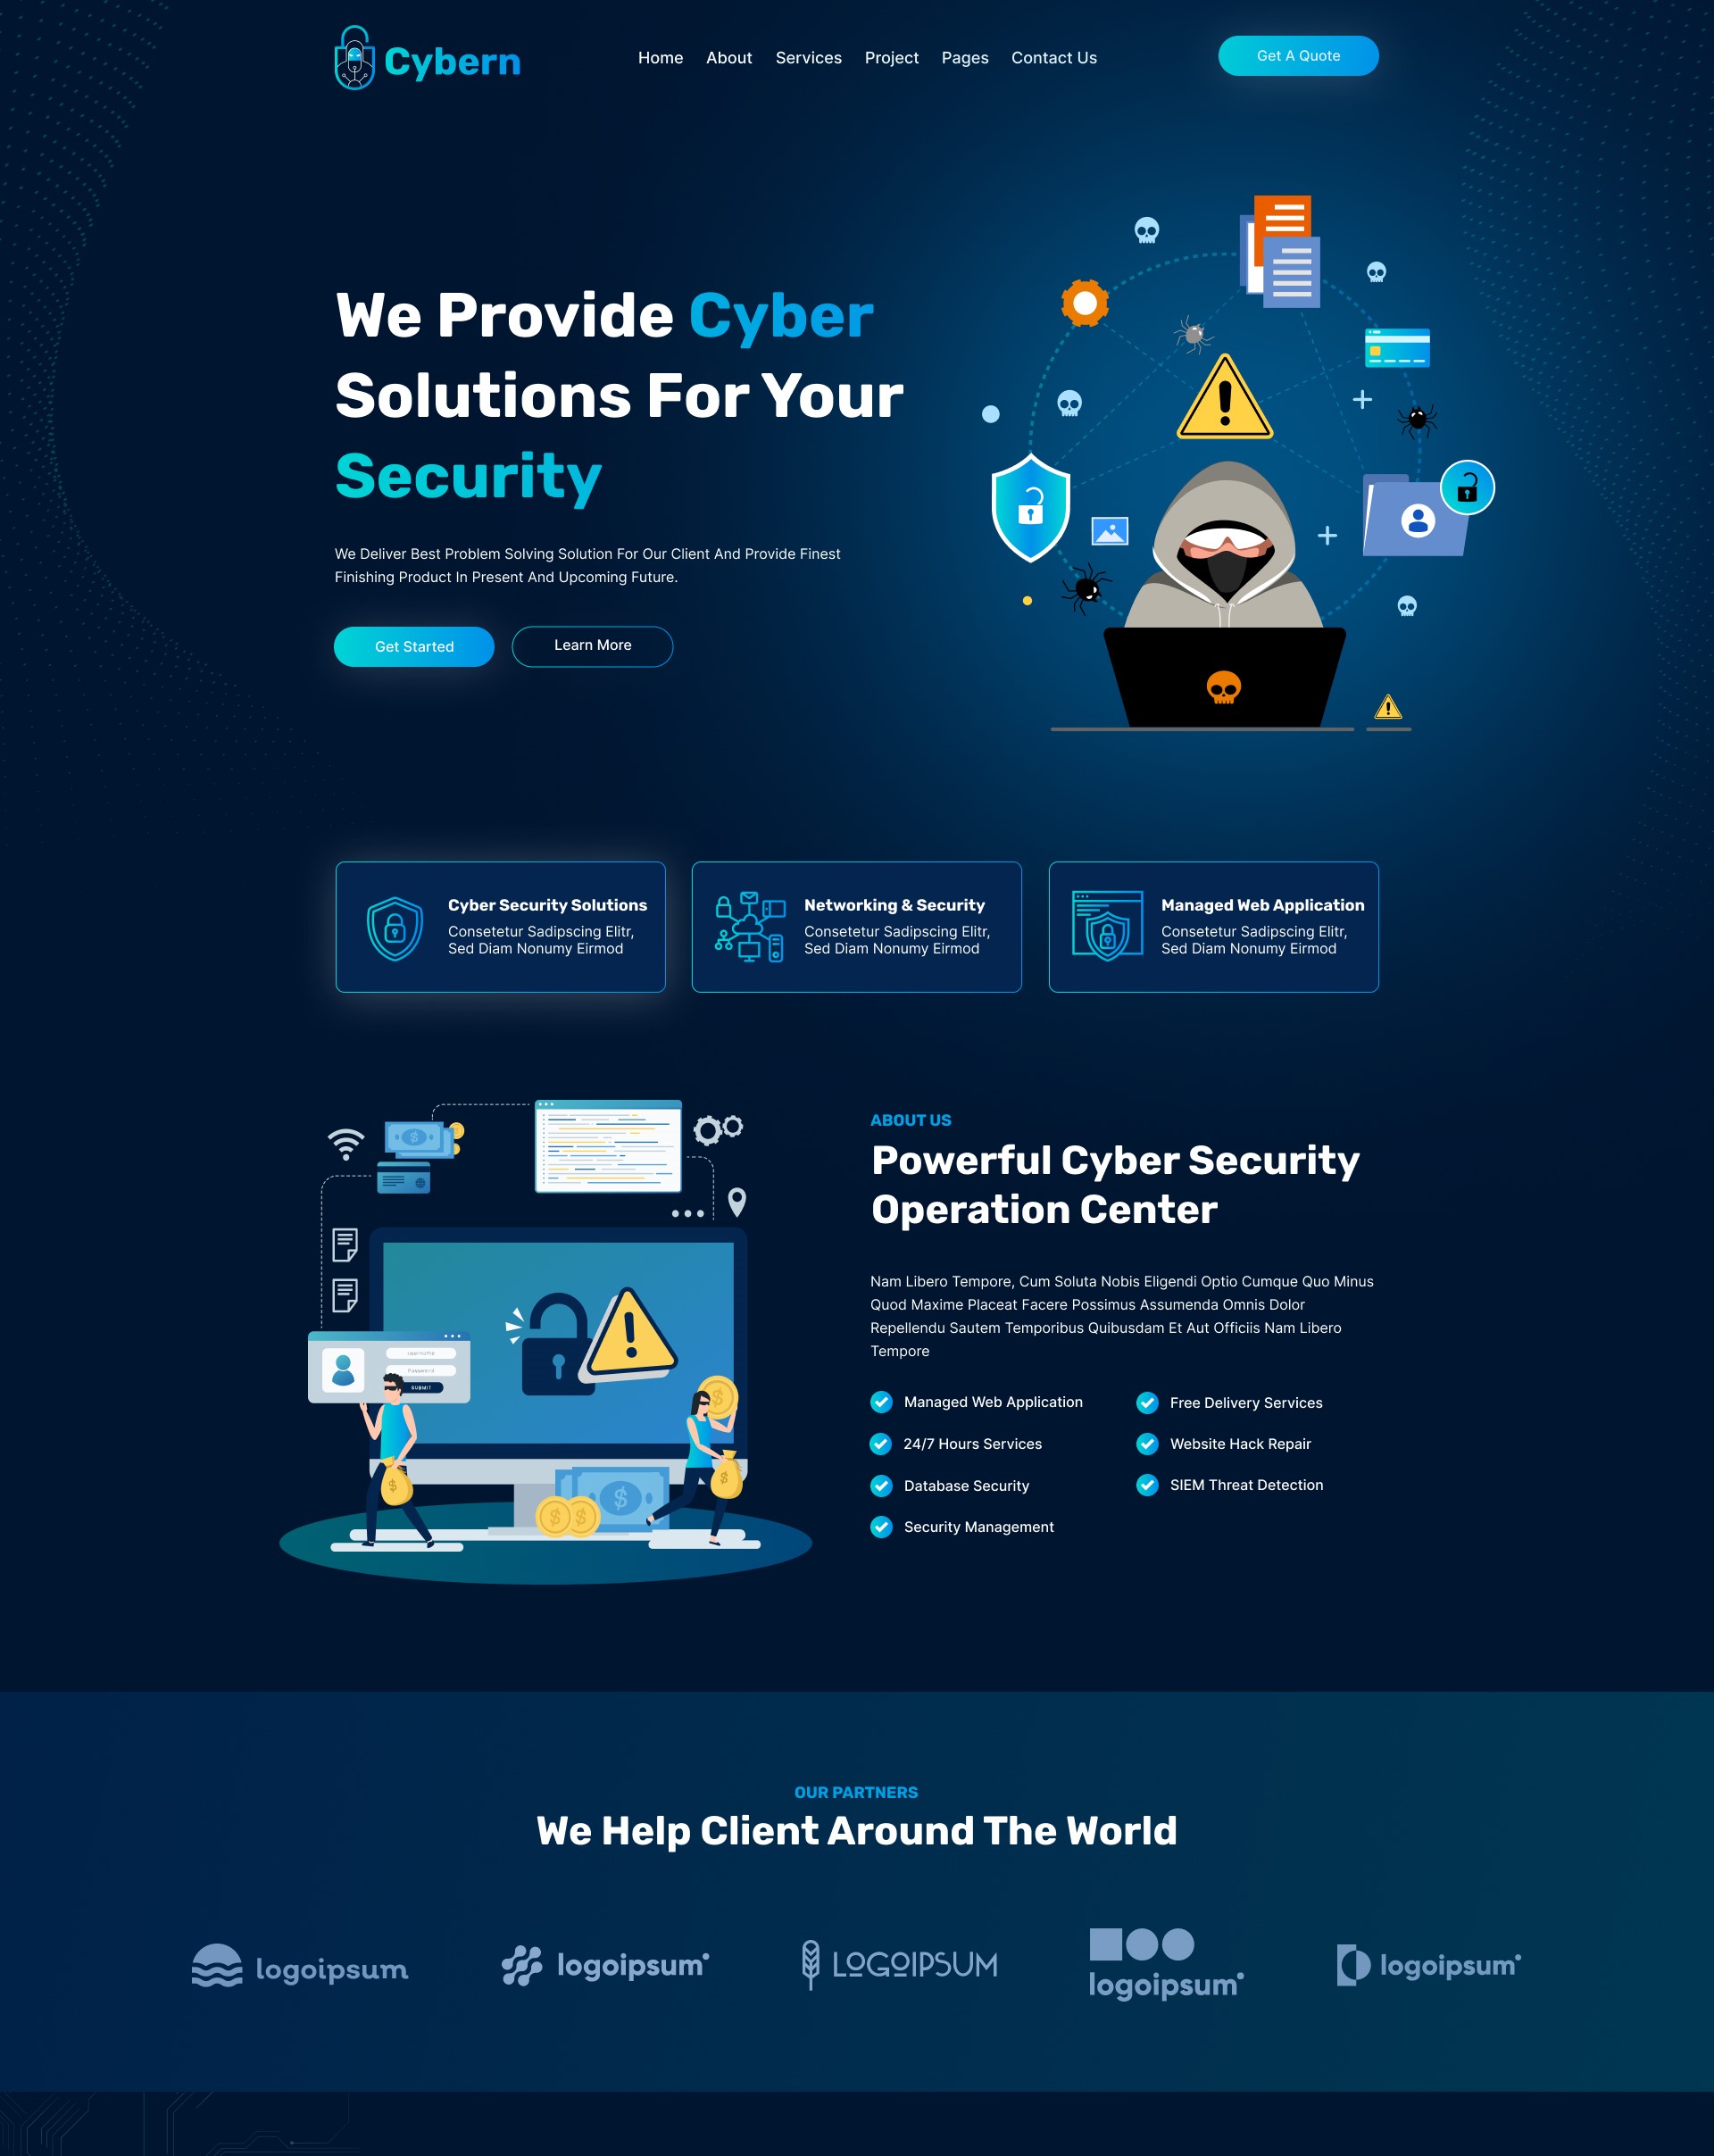 Cybern
Home About Services Project Pages Contact Us
Get A Quote
We Provide Cyber
Solutions For Your
Security
We Deliver Best Problem Solving Solution For Our Client And Provide Finest
Finishing Product In Present And Upcoming Future.
Get Started
Learn More
Cyber Security Solutions
Consetetur Sadipscing Elitr,
Sed Diam Nonumy Eirmod
Networking & Security
Consetetur Sadipscing Elitr,
Sed Diam Nonumy Eirmod
Managed Web Application
Consetetur Sadipscing Elitr,
Sed Diam Nonumy Eirmod
SUBMIT
ABOUT US
Powerful Cyber Security
Operation Center
Nam Libero Tempore, Cum Soluta Nobis Eligendi Optio Cumque Quo Minus
Quod Maxime Placeat Facere Possimus Assumenda Omnis Dolor
Repellendu Sautem Temporibus Quibusdam Et Aut Officiis Nam Libero
Tempore
Managed Web Application
24/7 Hours Services
Database Security
Security Management
Free Delivery Services
Website Hack Repair
SIEM Threat Detection
OUR PARTNERS
We Help Client Around The World
logoipsum
logoipsum
LOGOIPSUM
logoipsum
logoipsum